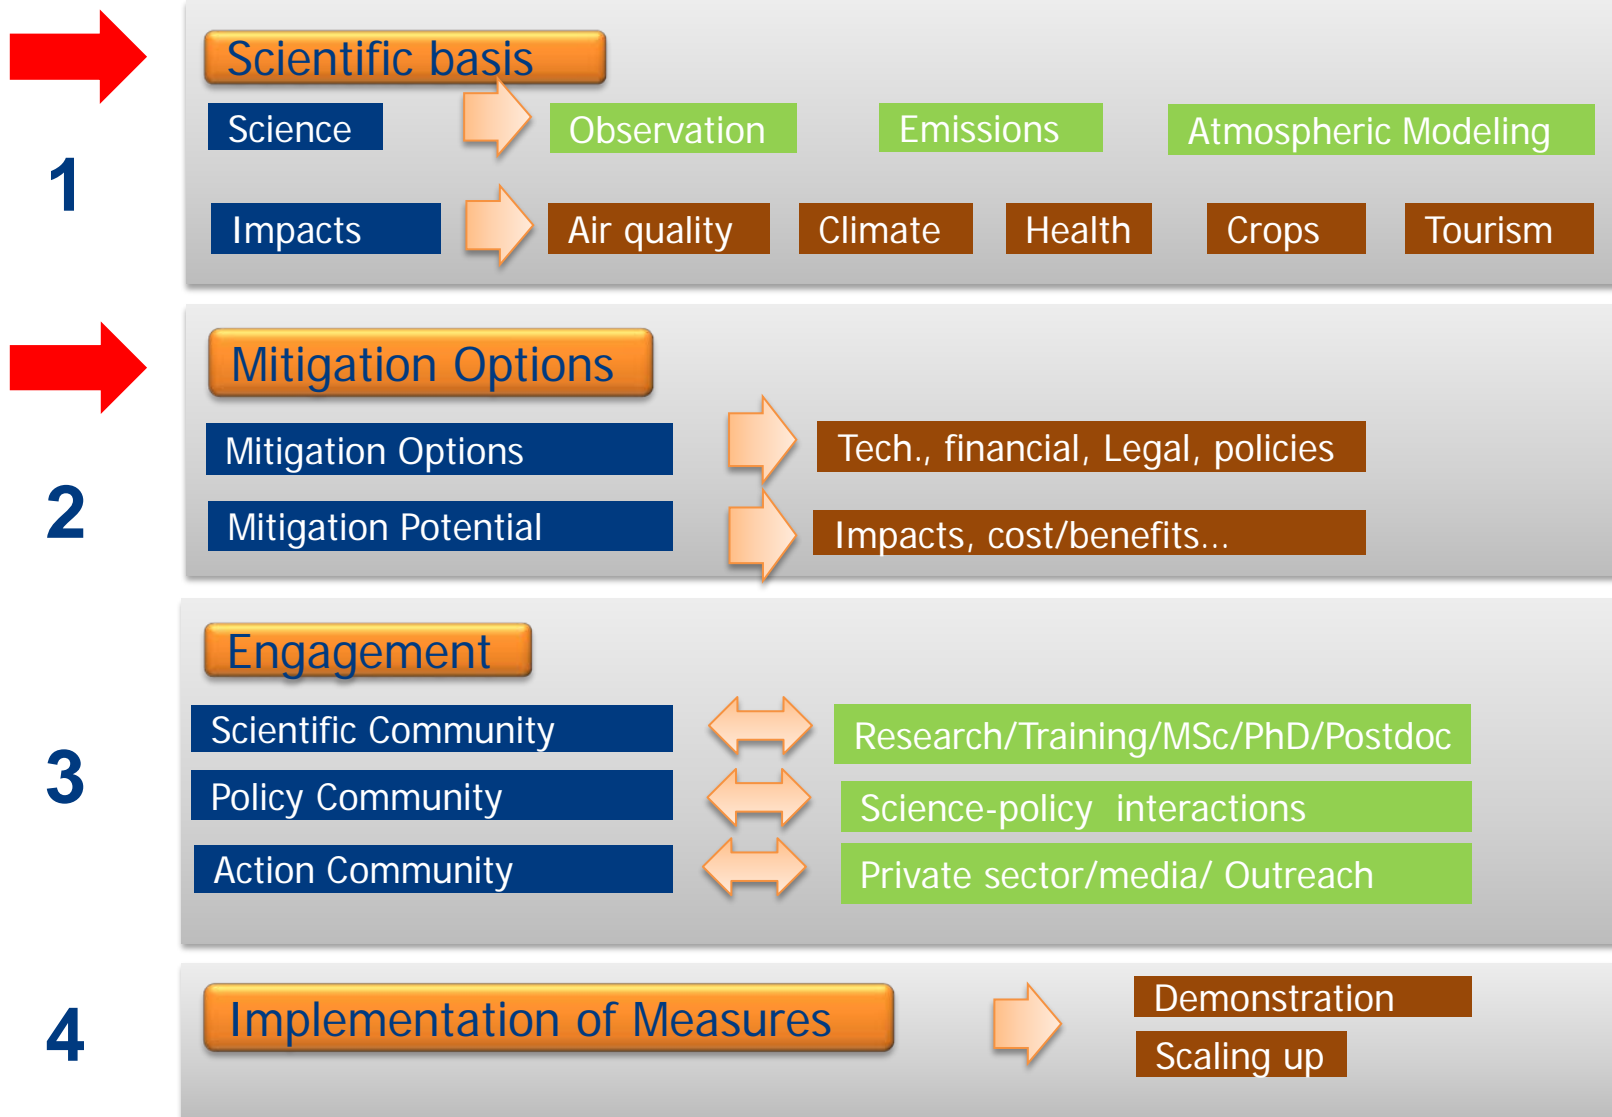 Scientific basis
Science
Observation
Emissions
Atmospheric Modeling
1
Impacts
Air quality
Climate
Health
Crops
Tourism
Mitigation Options
Mitigation Options
Tech., financial, Legal, policies
2
Mitigation Potential
Impacts, cost/benefits...
Engagement
Scientific Community
Research/Training/MSc/PhD/Postdoc
3
Policy Community
Science-policy interactions
Action Community
Private sector/media/ Outreach
4
Implementation of Measures
Demonstration
Scaling up